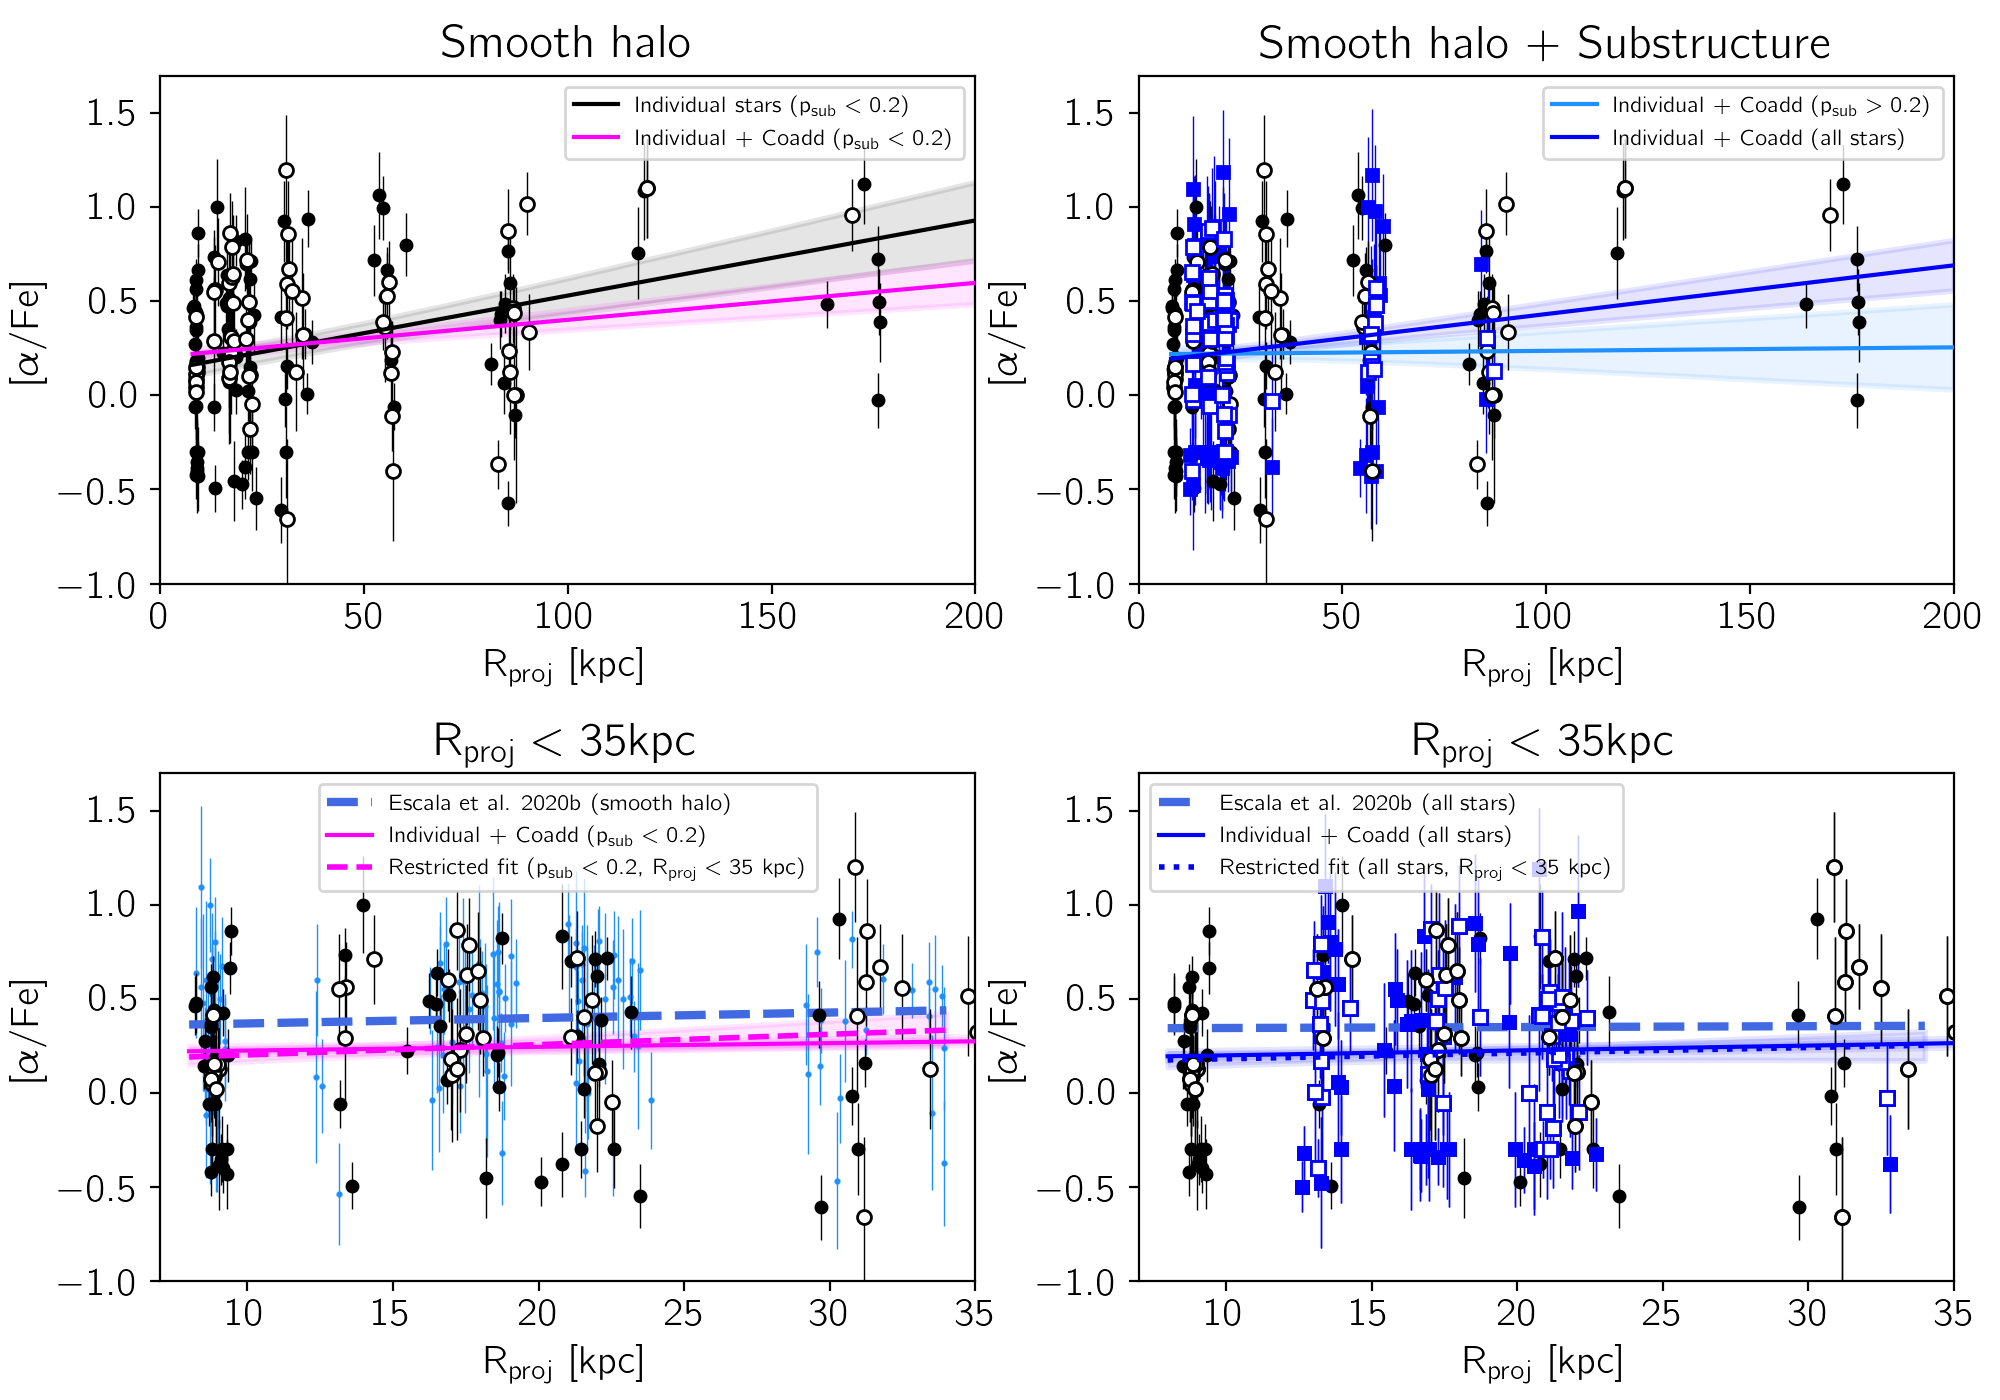 Smooth halo
Individual stars (p_sub < 0.2)
Individual + Coadd (p_sub < 0.2)
1.5
1.0
0.5
0.0
−0.5
−1.0
[α/Fe]
0 50 100 150 200
R_proj [kpc]
Smooth halo + Substructure
Individual + Coadd (p_sub > 0.2)
Individual + Coadd (all stars)
1.5
1.0
0.5
0.0
−0.5
−1.0
[α/Fe]
0 50 100 150 200
R_proj [kpc]
R_proj < 35kpc
Escala et al. 2020b (smooth halo)
Individual + Coadd (p_sub < 0.2)
Restricted fit (p_sub < 0.2, R_proj < 35 kpc)
1.5
1.0
0.5
0.0
−0.5
−1.0
[α/Fe]
10 15 20 25 30 35
R_proj [kpc]
R_proj < 35kpc
Escala et al. 2020b (all stars)
Individual + Coadd (all stars)
Restricted fit (all stars, R_proj < 35 kpc)
1.5
1.0
0.5
0.0
−0.5
−1.0
[α/Fe]
10 15 20 25 30 35
R_proj [kpc]